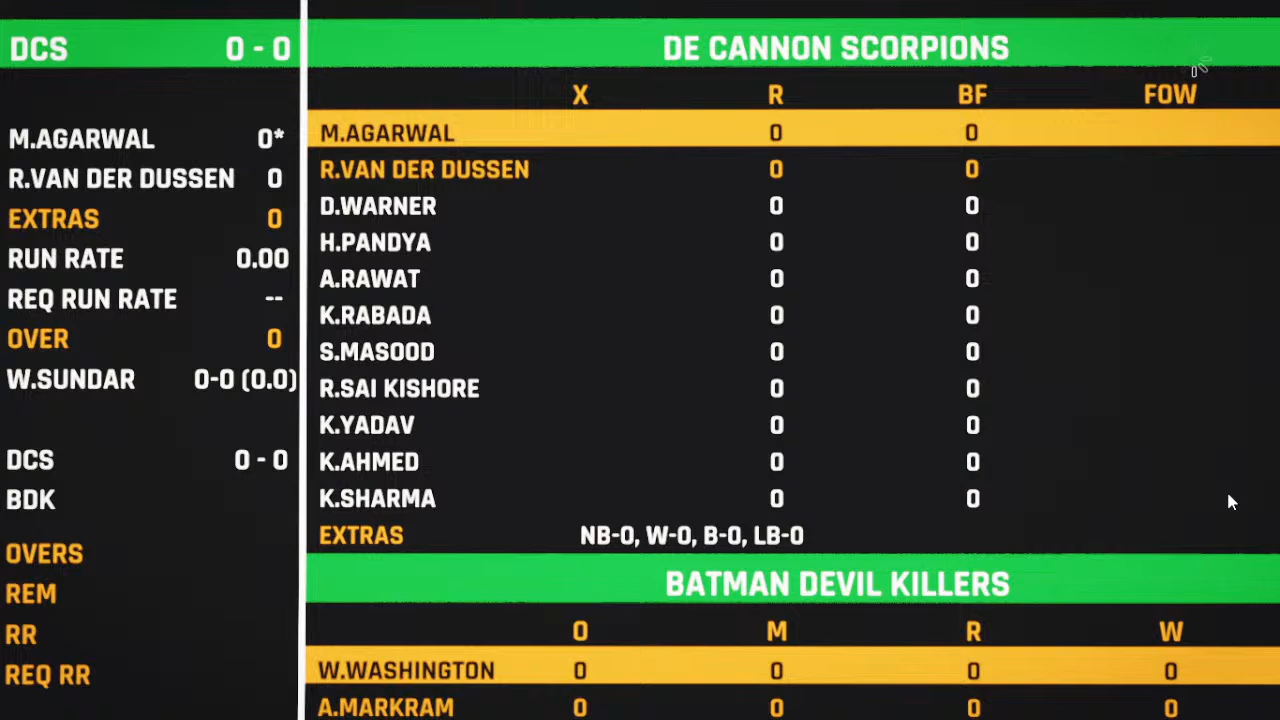 DCS 0 - 0
M.AGARWAL 0*
R.VAN DER DUSSEN 0
EXTRAS 0
RUN RATE 0.00
REQ RUN RATE --
OVER 0
W.SUNDAR 0-0 (0.0)
DCS 0 - 0
BDK
OVERS
REM
RR
REQ RR
DE CANNON SCORPIONS
X R BF FOW
M.AGARWAL 0 0
R.VAN DER DUSSEN 0 0
D.WARNER 0 0
H.PANDYA 0 0
A.RAWAT 0 0
K.RABADA 0 0
S.MASOOD 0 0
R.SAI KISHORE 0 0
K.YADAV 0 0
K.AHMED 0 0
K.SHARMA 0 0
EXTRAS NB-0, W-0, B-0, LB-0
BATMAN DEVIL KILLERS
O M R W
W.WASHINGTON 0 0 0 0
A.MARKRAM 0 0 0 0